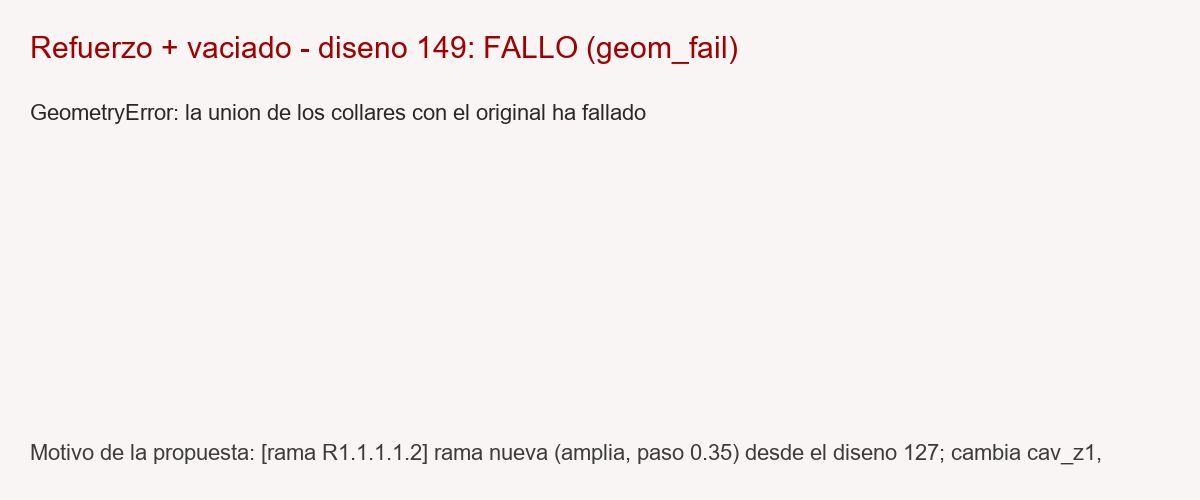 Refuerzo + vaciado - diseno 149: FALLO (geom_fail)
GeometryError: la union de los collares con el original ha fallado
Motivo de la propuesta: [rama R1.1.1.1.2] rama nueva (amplia, paso 0.35) desde el diseno 127; cambia cav_z1,